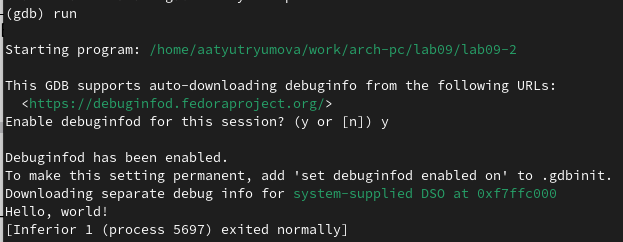 (gdb) run
Starting program: /home/aatyutryumova/work/arch-pc/lab09/lab09-2
This GDB supports auto-downloading debuginfo from the following URLs:
<https://debuginfod.fedoraproject.org/>
Enable debuginfod for this session? (y or [n]) y
Debuginfod has been enabled.
To make this setting permanent, add 'set debuginfod enabled on' to .gdbinit.
Downloading separate debug info for system-supplied DSO at 0xf7ffc000
Hello, world!
[Inferior 1 (process 5697) exited normally]